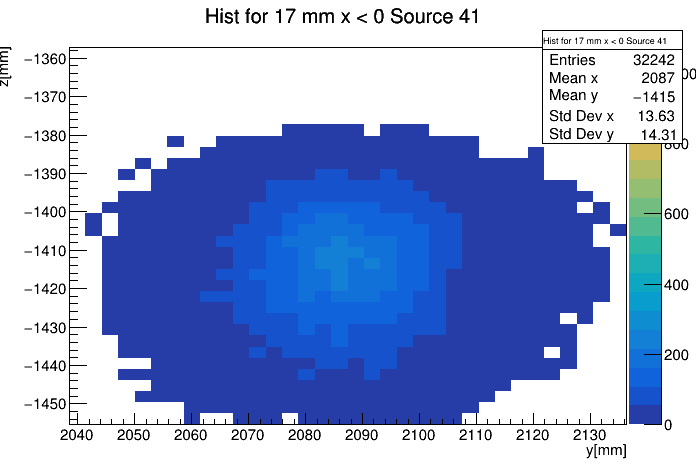 Hist for 17 mm x < 0 Source 41
Hist for 17 mm x < 0 Source 41
Entries 32242
Mean x 2087
Mean y −1415
Std Dev x 13.63
Std Dev y 14.31
z[mm]
−1360
−1370
−1380
−1390
−1400
−1410
−1420
−1430
−1440
−1450
2040 2050 2060 2070 2080 2090 2100 2110 2120 2130
y[mm]
800
600
400
200
0